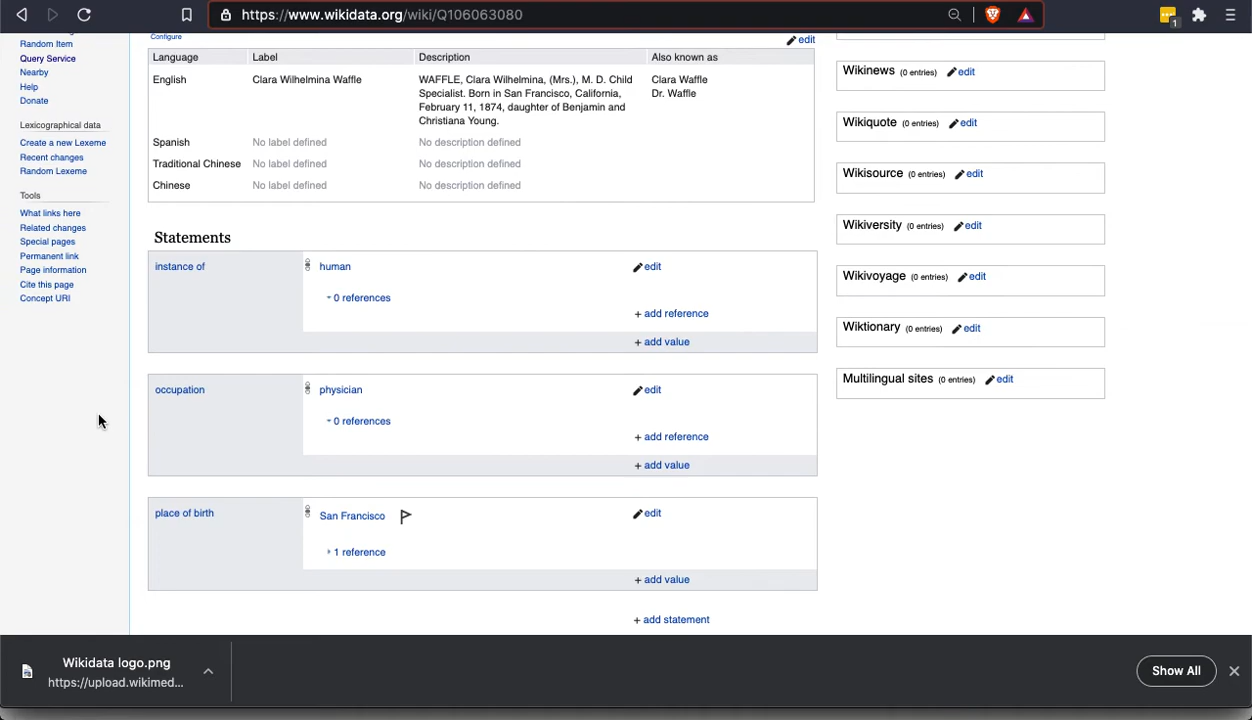 https://www.wikidata.org/wiki/Q106063080
1
Random Item
Query Service
Nearby
Help
Donate
Lexicographical data
Create a new Lexeme
Recent changes
Random Lexeme
Tools
What links here
Related changes
Special pages
Permanent link
Page information
Cite this page
Concept URI
Configure
edit
Language Label Description Also known as
English Clara Wilhelmina Waffle WAFFLE, Clara Wilhelmina, (Mrs.), M. D. Child Clara Waffle
Specialist. Born in San Francisco, California, Dr. Waffle
February 11, 1874, daughter of Benjamin and
Christiana Young.
Spanish No label defined No description defined
Traditional Chinese No label defined No description defined
Chinese No label defined No description defined
Statements
instance of human edit
0 references
+ add reference
+ add value
occupation physician edit
0 references
+ add reference
+ add value
place of birth San Francisco edit
1 reference
+ add value
+ add statement
Wikinews (0 entries) edit
Wikiquote (0 entries) edit
Wikisource (0 entries) edit
Wikiversity (0 entries) edit
Wikivoyage (0 entries) edit
Wiktionary (0 entries) edit
Multilingual sites (0 entries) edit
Wikidata logo.png
https://upload.wikimed...
Show All